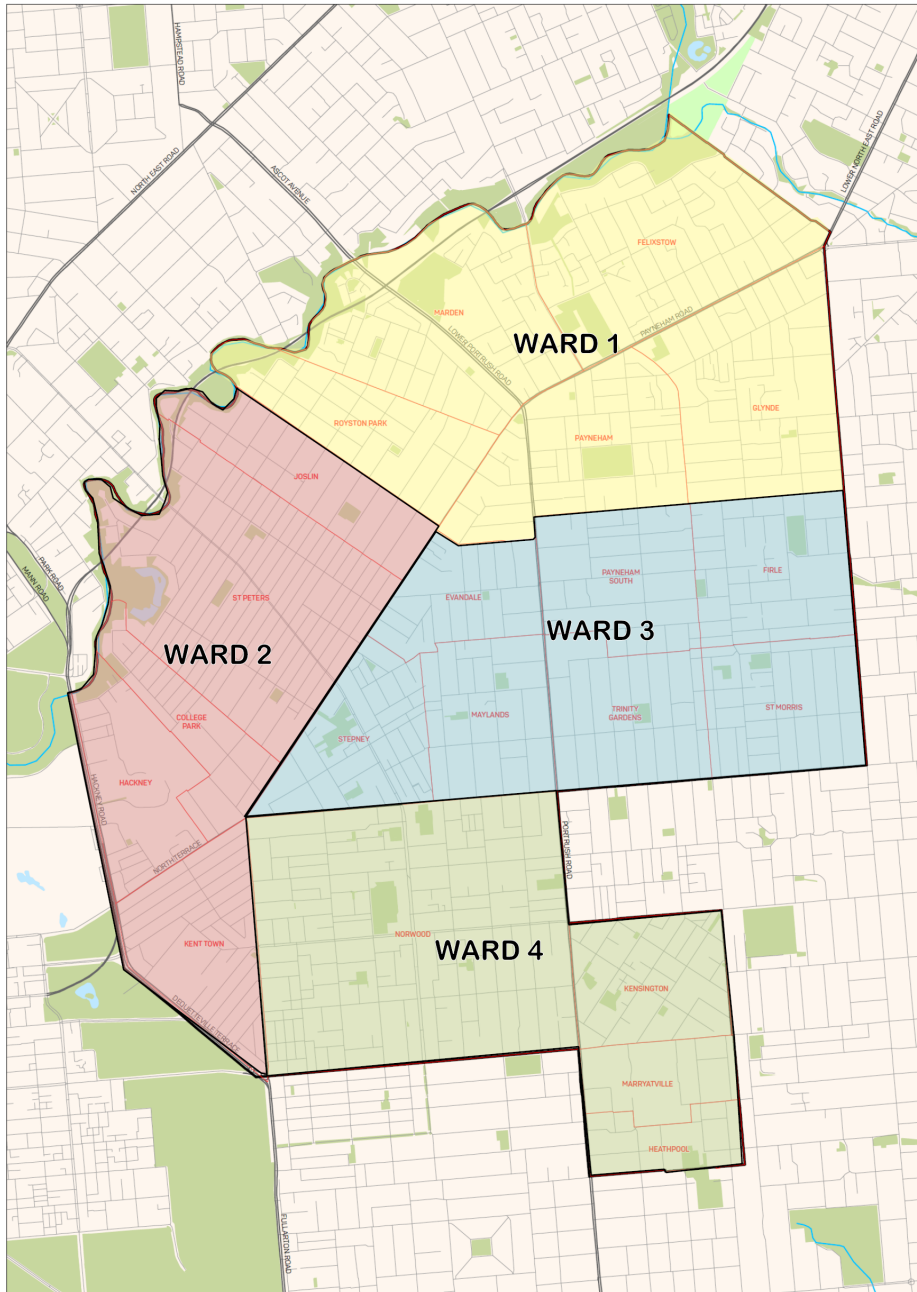 HAMPSTEAD ROAD
NORTH EAST ROAD
ASCOT AVENUE
LOWER NORTH EAST ROAD
FELIXSTOW
MARDEN
LOWER PORTRUSH ROAD
PAYNEHAM ROAD
WARD 1
ROYSTON PARK
GLYNDE
PAYNEHAM
JOSLIN
PARK ROAD
MANN ROAD
ST PETERS
EVANDALE
PAYNEHAM
SOUTH
FIRLE
WARD 2
WARD 3
COLLEGE
PARK
MAYLANDS
TRINITY
GARDENS
ST MORRIS
STEPNEY
HACKNEY
HACKNEY ROAD
NORTH TERRACE
PORTRUSH ROAD
KENT TOWN
NORWOOD
WARD 4
KENSINGTON
DEQUETTEVILLE TERRACE
MARRYATVILLE
HEATHPOOL
FULLARTON ROAD